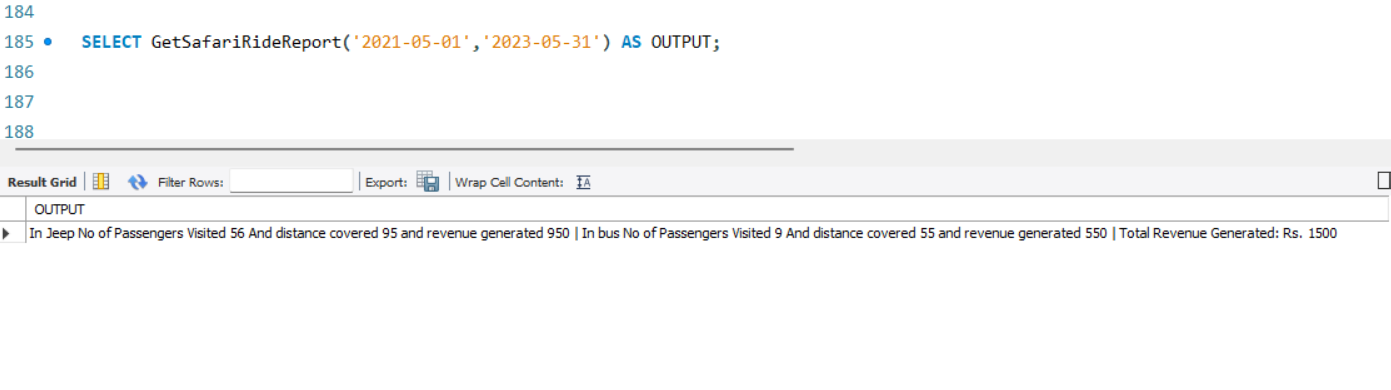 184
185 SELECT GetSafariRideReport('2021-05-01','2023-05-31') AS OUTPUT;
186
187
188
Result Grid Filter Rows: Export: Wrap Cell Content: IA
OUTPUT
In Jeep No of Passengers Visited 56 And distance covered 95 and revenue generated 950 | In bus No of Passengers Visited 9 And distance covered 55 and revenue generated 550 | Total Revenue Generated: Rs. 1500